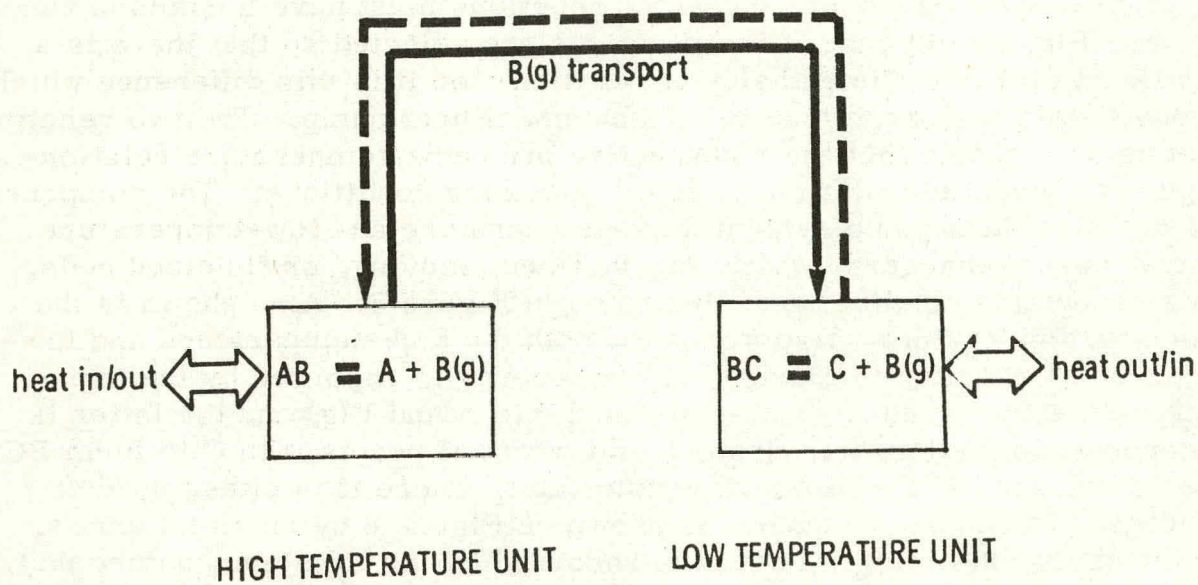 B(g) transport
heat in/out
AB = A + B(g)
BC = C + B(g)
heat out/in
HIGH TEMPERATURE UNIT
LOW TEMPERATURE UNIT